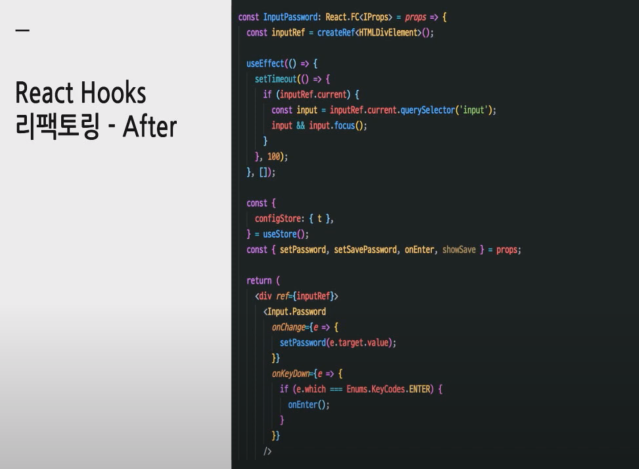 React Hooks
리팩토링 - After
const InputPassword: React.FC<IProps> = props => {
const inputRef = createRef<HTMLDivElement>();
useEffect(() => {
setTimeout(() => {
if (inputRef.current) {
const input = inputRef.current.querySelector('input');
input && input.focus();
}
}, 100);
}, []);
const {
configStore: { t },
} = useStore();
const { setPassword, setSavePassword, onEnter, showSave } = props;
return (
<div ref={inputRef}>
<Input.Password
onChange={e => {
setPassword(e.target.value);
}}
onKeyDown={e => {
if (e.which === Enums.KeyCodes.ENTER) {
onEnter();
}
}}
/>